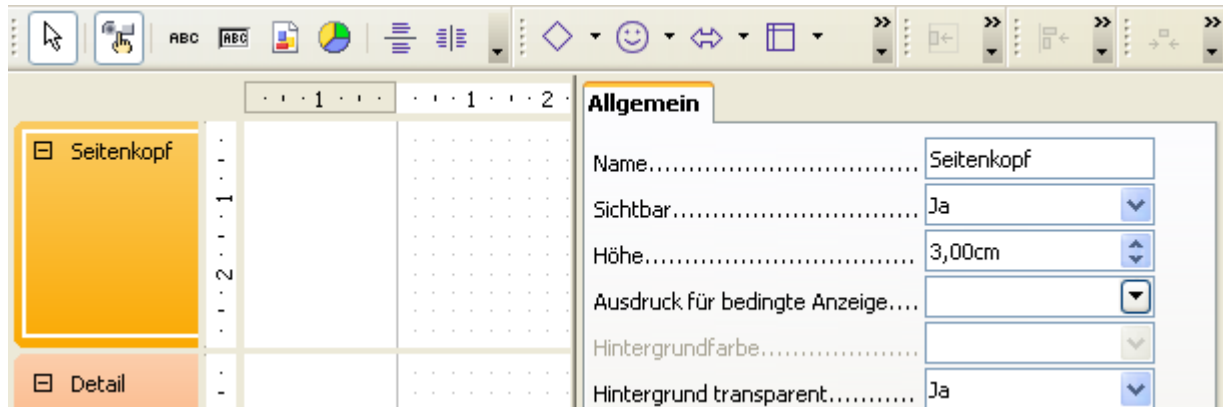 ABC ABC
1 1 2
Allgemein
Seitenkopf
Name Seitenkopf
Sichtbar Ja
1
Höhe 3,00cm
2
Ausdruck für bedingte Anzeige....
Hintergrundfarbe
Detail
Hintergrund transparent Ja